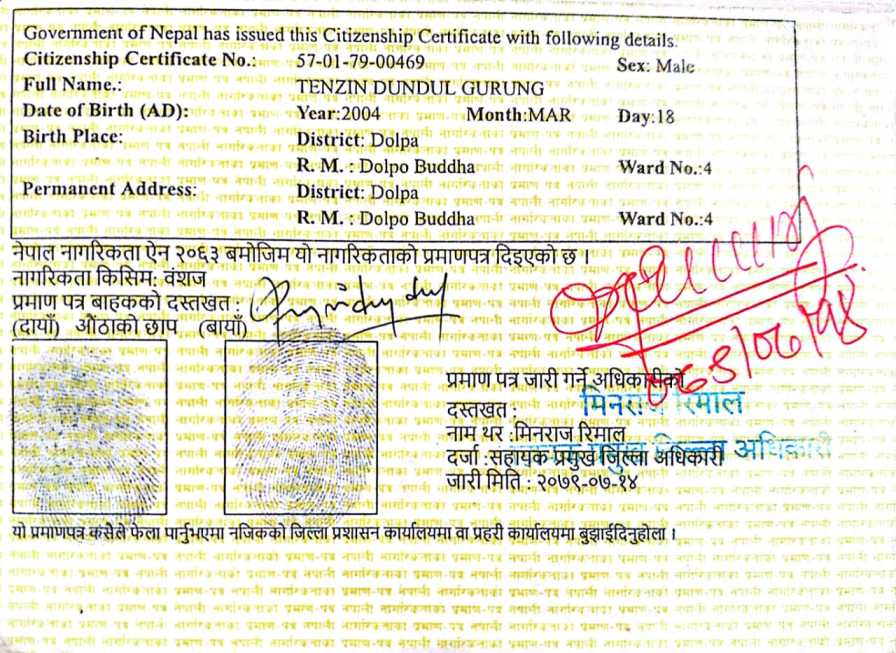 Government of Nepal has issued this Citizenship Certificate with following details.
Citizenship Certificate No.: 57-01-79-00469 Sex: Male
Full Name.: TENZIN DUNDUL GURUNG
Date of Birth (AD): Year:2004 Month:MAR Day:18
Birth Place: District: Dolpa
R. M. : Dolpo Buddha Ward No.:4
Permanent Address: District: Dolpa
R. M. : Dolpo Buddha Ward No.:4
नेपाल नागरिकता ऐन २०६३ बमोजिम यो नागरिकताको प्रमाणपत्र दिइएको छ ।
नागरिकता किसिम: वंशज
प्रमाण पत्र बाहकको दस्तखत :
(दायाँ) औंठाको छाप (बायाँ)
प्रमाण पत्र जारी गर्ने अधिकारीको
दस्तखत : मिनराज रिमाल
नाम थर :मिनराज रिमाल
दर्जा :सहायक प्रमुख जिल्ला अधिकारी अधिकारी
जारी मिति : २०७९-०७-१४
यो प्रमाणपत्र कसैले फेला पार्नुभएमा नजिकको जिल्ला प्रशासन कार्यालयमा वा प्रहरी कार्यालयमा बुझाईदिनुहोला ।